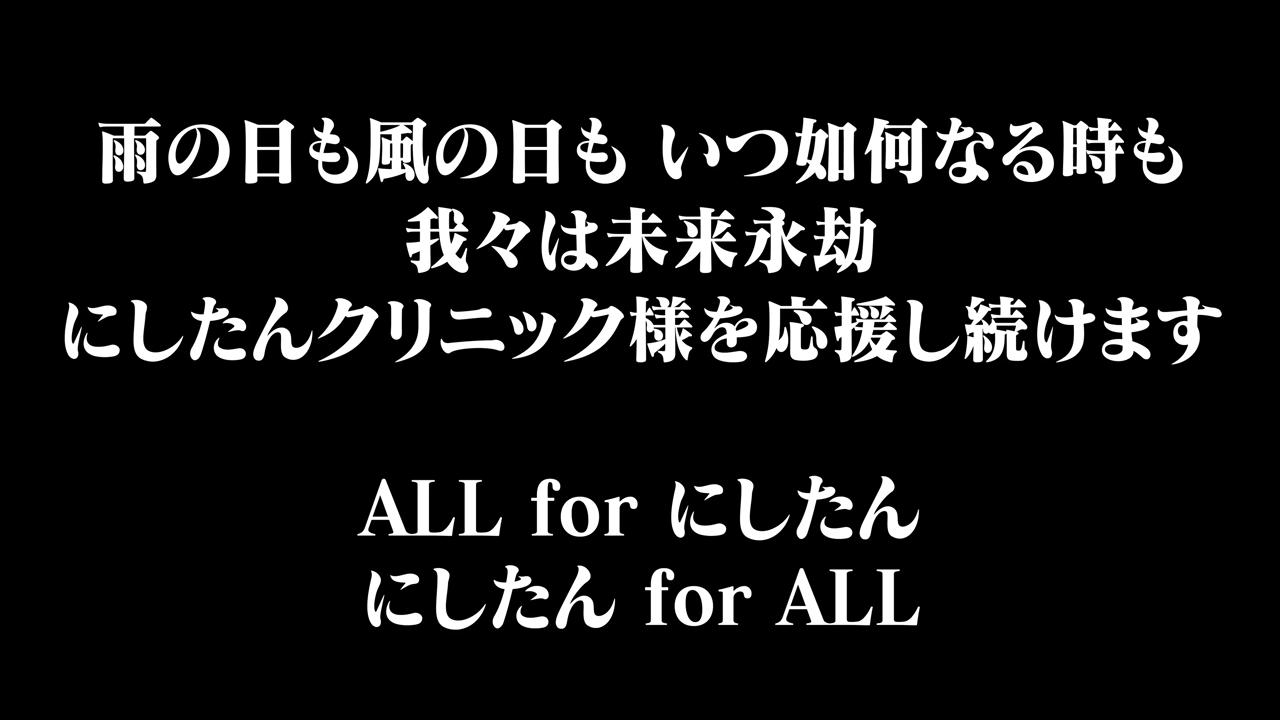 雨の日も風の日も いつ如何なる時も
我々は未来永劫
にしたんクリニック様を応援し続けます
ALL for にしたん
にしたん for ALL